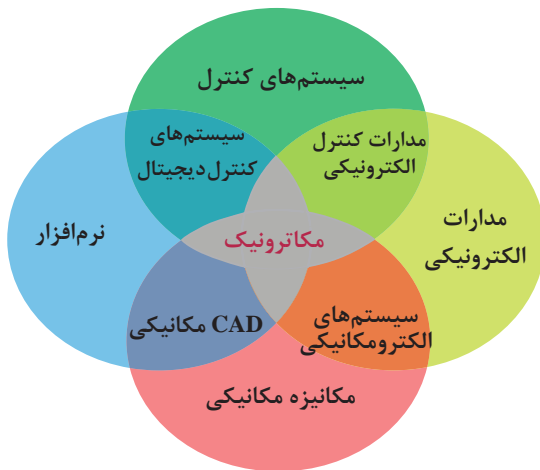 سیستم‌های کنترل
سیستم‌های
کنترل دیجیتال
مدارات کنترل
الکترونیکی
نرم‌افزار
مکاترونیک
مدارات
الکترونیکی
CAD مکانیکی
سیستم‌های
الکترومکانیکی
مکانیزه مکانیکی